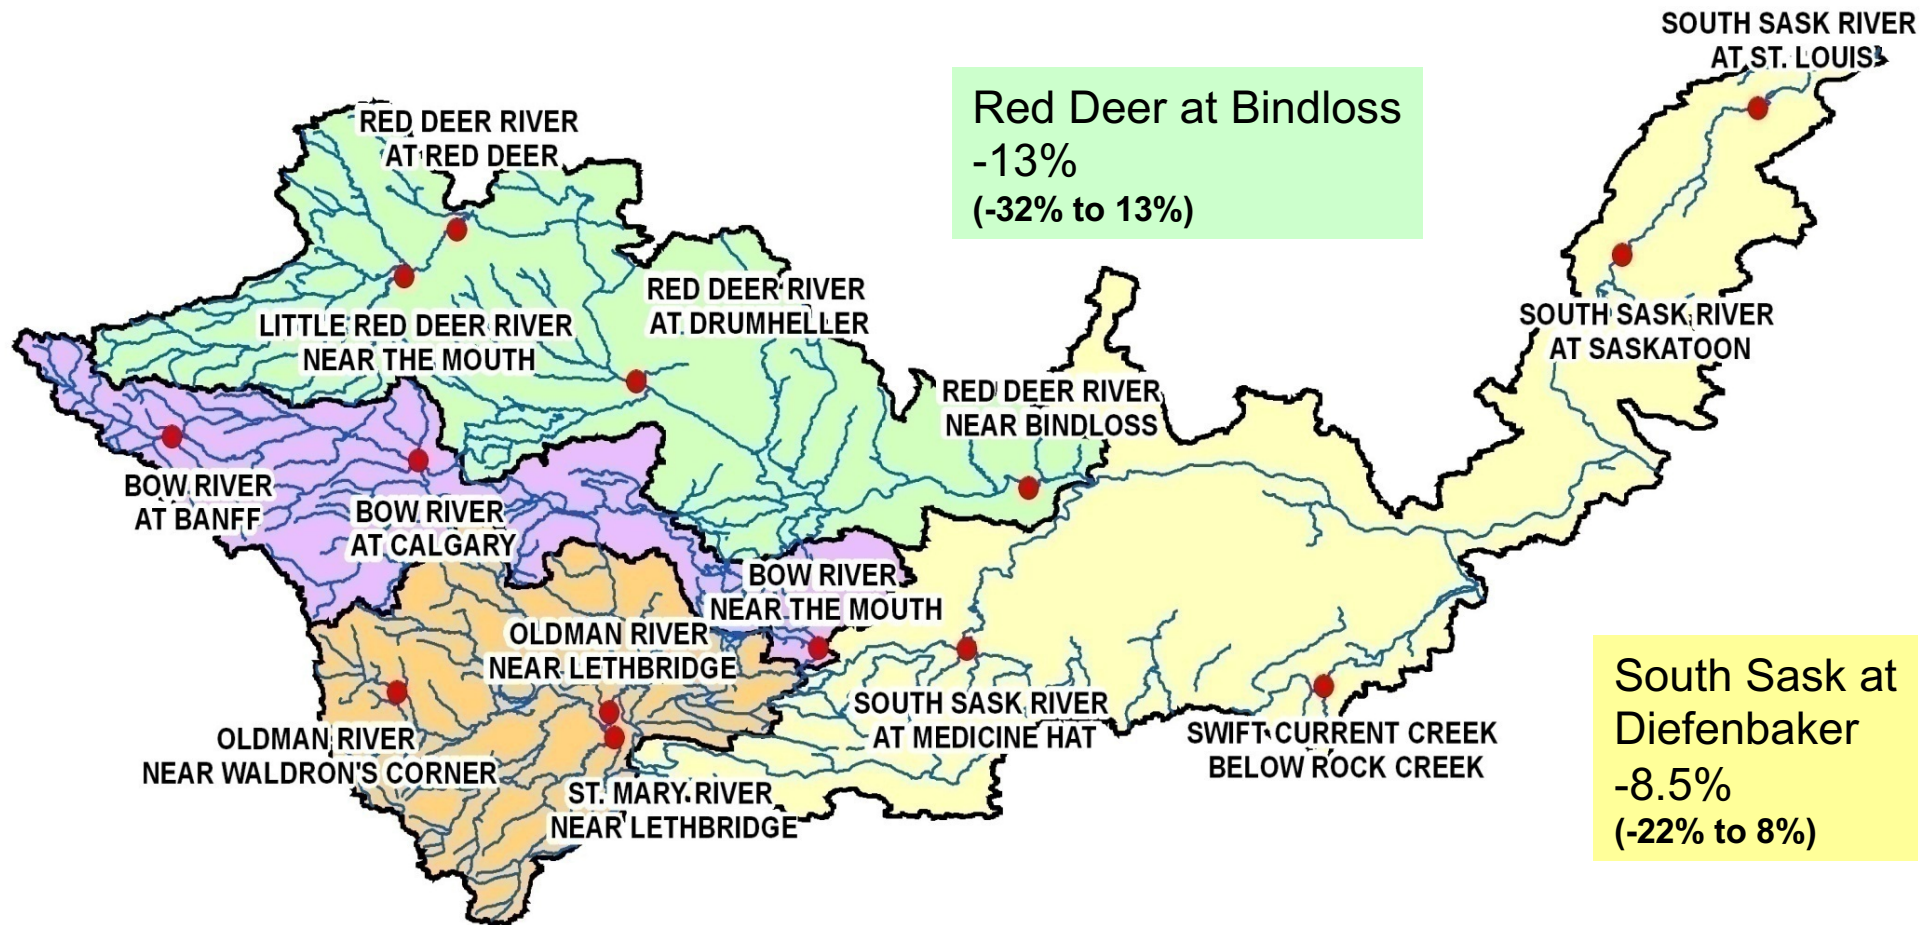 SOUTH SASK RIVER
AT ST. LOUIS
Red Deer at Bindloss
-13%
(-32% to 13%)
RED DEER RIVER
AT RED DEER
RED DEER RIVER
AT DRUMHELLER
LITTLE RED DEER RIVER
NEAR THE MOUTH
SOUTH SASK RIVER
AT SASKATOON
RED DEER RIVER
NEAR BINDLOSS
BOW RIVER
AT BANFF
BOW RIVER
AT CALGARY
BOW RIVER
NEAR THE MOUTH
OLDMAN RIVER
NEAR LETHBRIDGE
SOUTH SASK RIVER
AT MEDICINE HAT
SWIFT CURRENT CREEK
BELOW ROCK CREEK
OLDMAN RIVER
NEAR WALDRON'S CORNER
ST. MARY RIVER
NEAR LETHBRIDGE
South Sask at
Diefenbaker
-8.5%
(-22% to 8%)